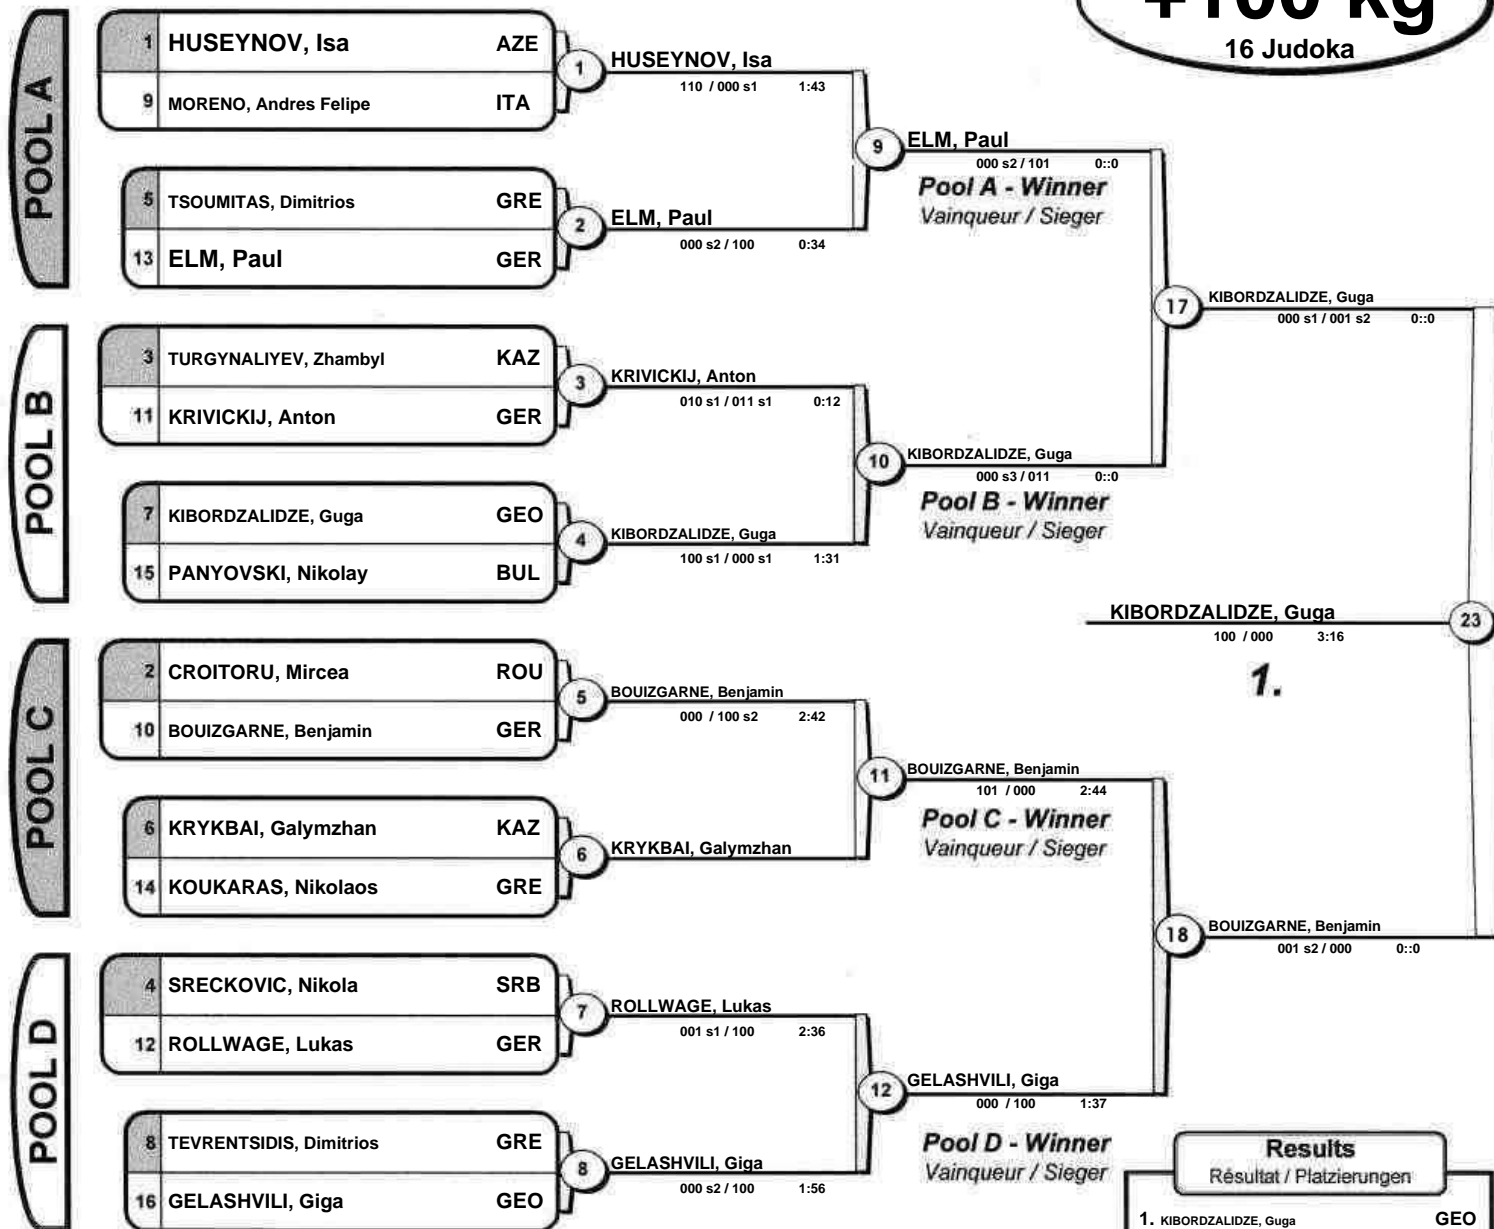 +100 kg
16 Judoka
POOL A
1 HUSEYNOV, Isa AZE
9 MORENO, Andres Felipe ITA
5 TSOUMITAS, Dimitrios GRE
13 ELM, Paul GER
1 HUSEYNOV, Isa
110 / 000 s1 1:43
2 ELM, Paul
000 s2 / 100 0:34
9 ELM, Paul
000 s2 / 101 0::0
Pool A - Winner
Vainqueur / Sieger
POOL B
3 TURGYNALIYEV, Zhambyl KAZ
11 KRIVICKIJ, Anton GER
7 KIBORDZALIDZE, Guga GEO
15 PANYOVSKI, Nikolay BUL
3 KRIVICKIJ, Anton
010 s1 / 011 s1 0:12
4 KIBORDZALIDZE, Guga
100 s1 / 000 s1 1:31
10 KIBORDZALIDZE, Guga
000 s3 / 011 0::0
Pool B - Winner
Vainqueur / Sieger
17 KIBORDZALIDZE, Guga
000 s1 / 001 s2 0::0
KIBORDZALIDZE, Guga 23
100 / 000 3:16
1.
POOL C
2 CROITORU, Mircea ROU
10 BOUIZGARNE, Benjamin GER
6 KRYKBAI, Galymzhan KAZ
14 KOUKARAS, Nikolaos GRE
5 BOUIZGARNE, Benjamin
000 / 100 s2 2:42
6 KRYKBAI, Galymzhan
11 BOUIZGARNE, Benjamin
101 / 000 2:44
Pool C - Winner
Vainqueur / Sieger
18 BOUIZGARNE, Benjamin
001 s2 / 000 0::0
POOL D
4 SRECKOVIC, Nikola SRB
12 ROLLWAGE, Lukas GER
8 TEVRENTSIDIS, Dimitrios GRE
16 GELASHVILI, Giga GEO
7 ROLLWAGE, Lukas
001 s1 / 100 2:36
8 GELASHVILI, Giga
000 s2 / 100 1:56
12 GELASHVILI, Giga
000 / 100 1:37
Pool D - Winner
Vainqueur / Sieger
Results
Résultat / Platzierungen
1. KIBORDZALIDZE, Guga GEO